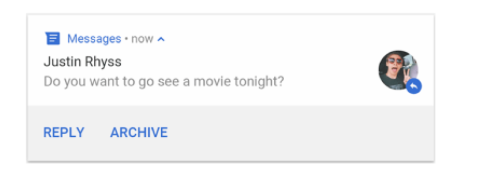 Messages • now
Justin Rhyss
Do you want to go see a movie tonight?
REPLY ARCHIVE